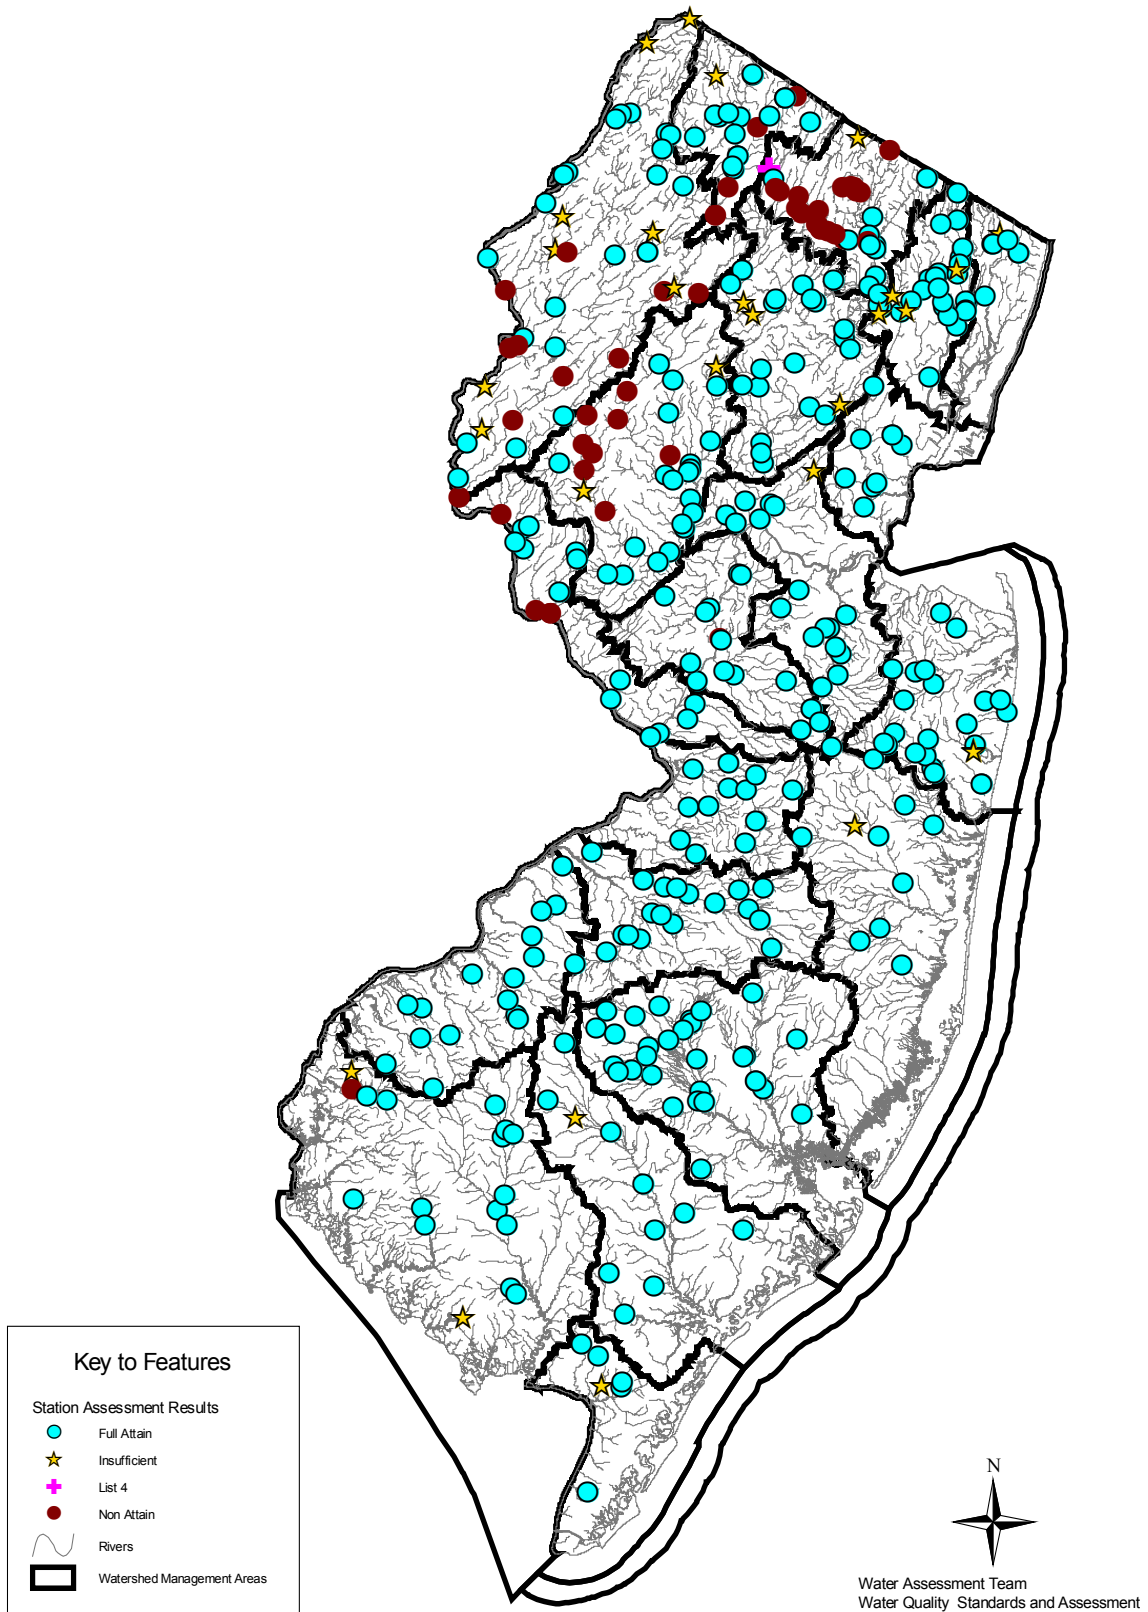 Key to Features
Station Assessment Results
Full Attain
Insufficient
List 4
Non Attain
Rivers
Watershed Management Areas
N
Water Assessment Team
Water Quality Standards and Assessment